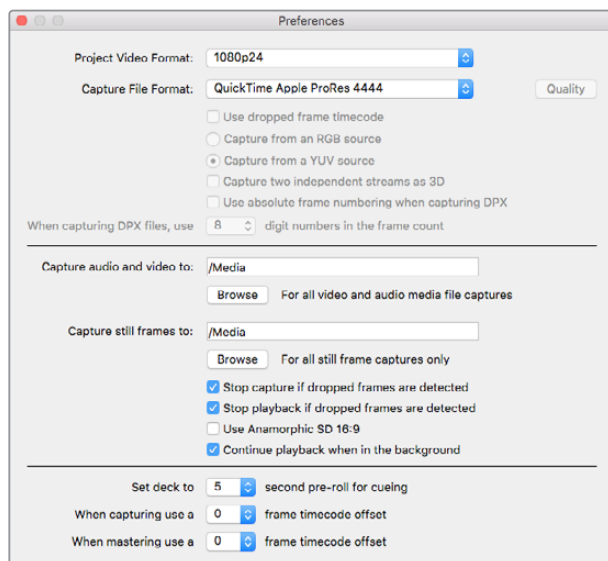 Preferences
Project Video Format: 1080p24
Capture File Format: QuickTime Apple ProRes 4444 Quality
Use dropped frame timecode
Capture from an RGB source
Capture from a YUV source
Capture two independent streams as 3D
Use absolute frame numbering when capturing DPX
When capturing DPX files, use 8 digit numbers in the frame count
Capture audio and video to: /Media
Browse For all video and audio media file captures
Capture still frames to: /Media
Browse For all still frame captures only
Stop capture if dropped frames are detected
Stop playback if dropped frames are detected
Use Anamorphic SD 16:9
Continue playback when in the background
Set deck to 5 second pre-roll for cueing
When capturing use a 0 frame timecode offset
When mastering use a 0 frame timecode offset